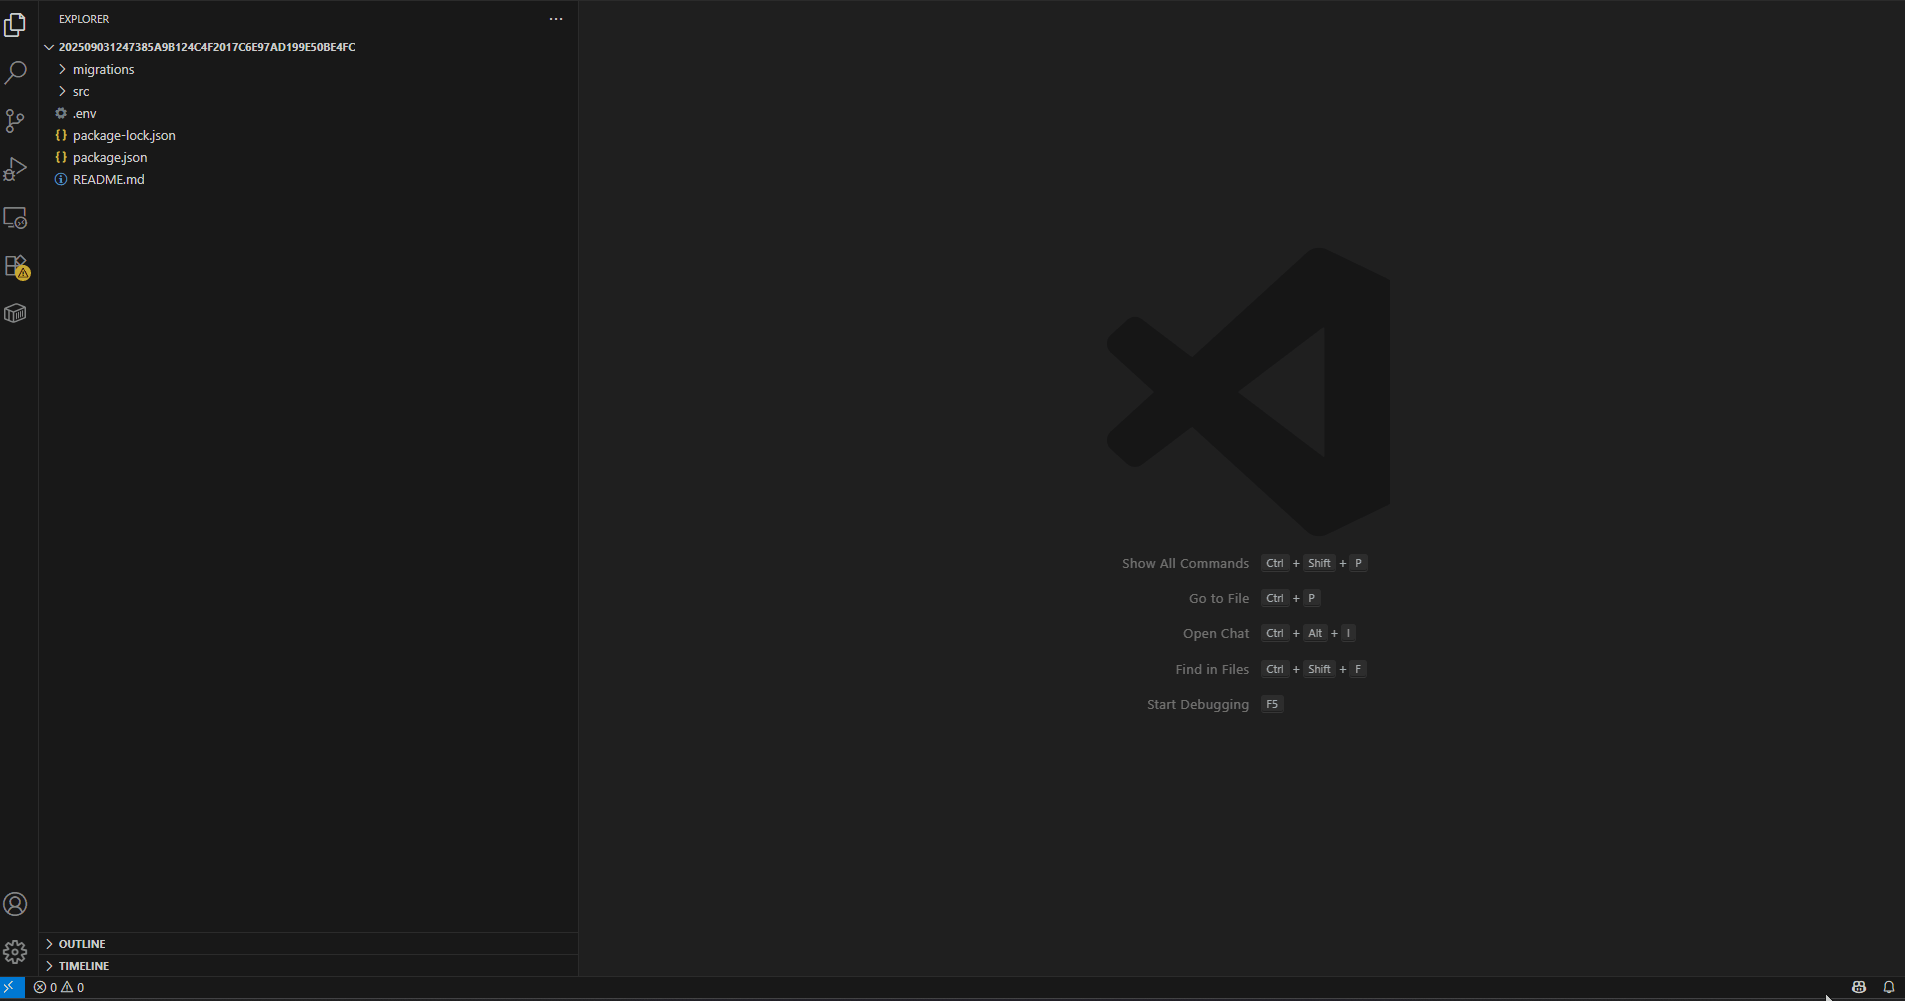 EXPLORER
202509031247385A9B124C4F2017C6E97AD199E50BE4FC
migrations
src
.env
package-lock.json
package.json
README.md
Show All Commands Ctrl + Shift + P
Go to File Ctrl + P
Open Chat Ctrl + Alt + I
Find in Files Ctrl + Shift + F
Start Debugging F5
OUTLINE
TIMELINE
0 0